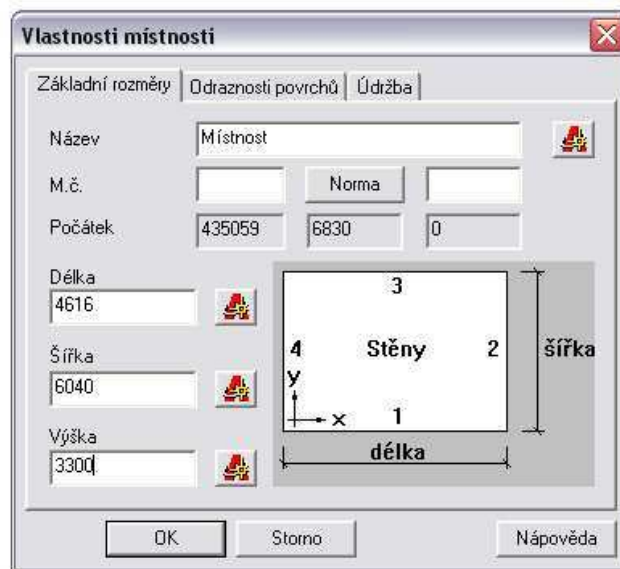 Vlastnosti místnosti
Základní rozměry Odraznosti povrchů Údržba
Název Místnost
M.č. Norma
Počátek 435059 6830 0
Délka
4616
Šířka
6040
Výška
3300
3
4 Stěny 2 šířka
y
x 1
délka
OK Storno Nápověda